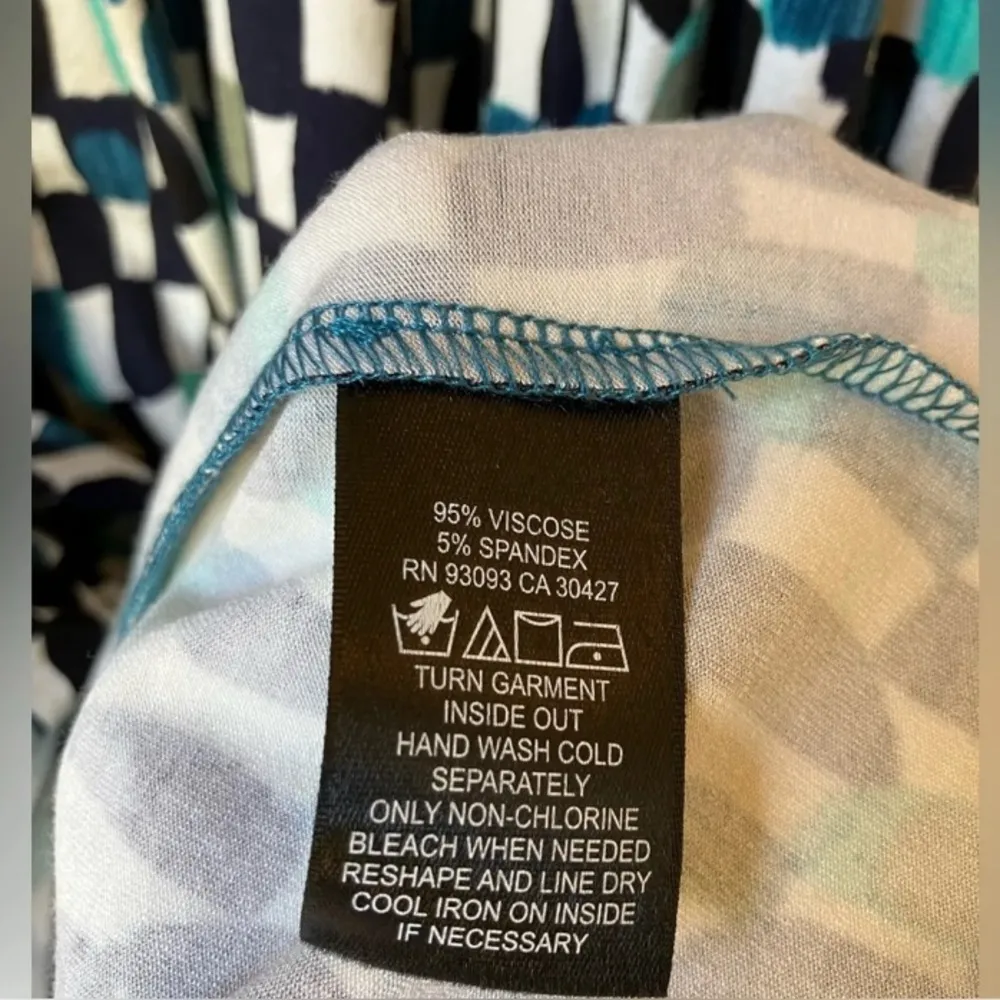 95% VISCOSE
5% SPANDEX
RN 93093 CA 30427
TURN GARMENT
INSIDE OUT
HAND WASH COLD
SEPARATELY
ONLY NON-CHLORINE
BLEACH WHEN NEEDED
RESHAPE AND LINE DRY
COOL IRON ON INSIDE
IF NECESSARY